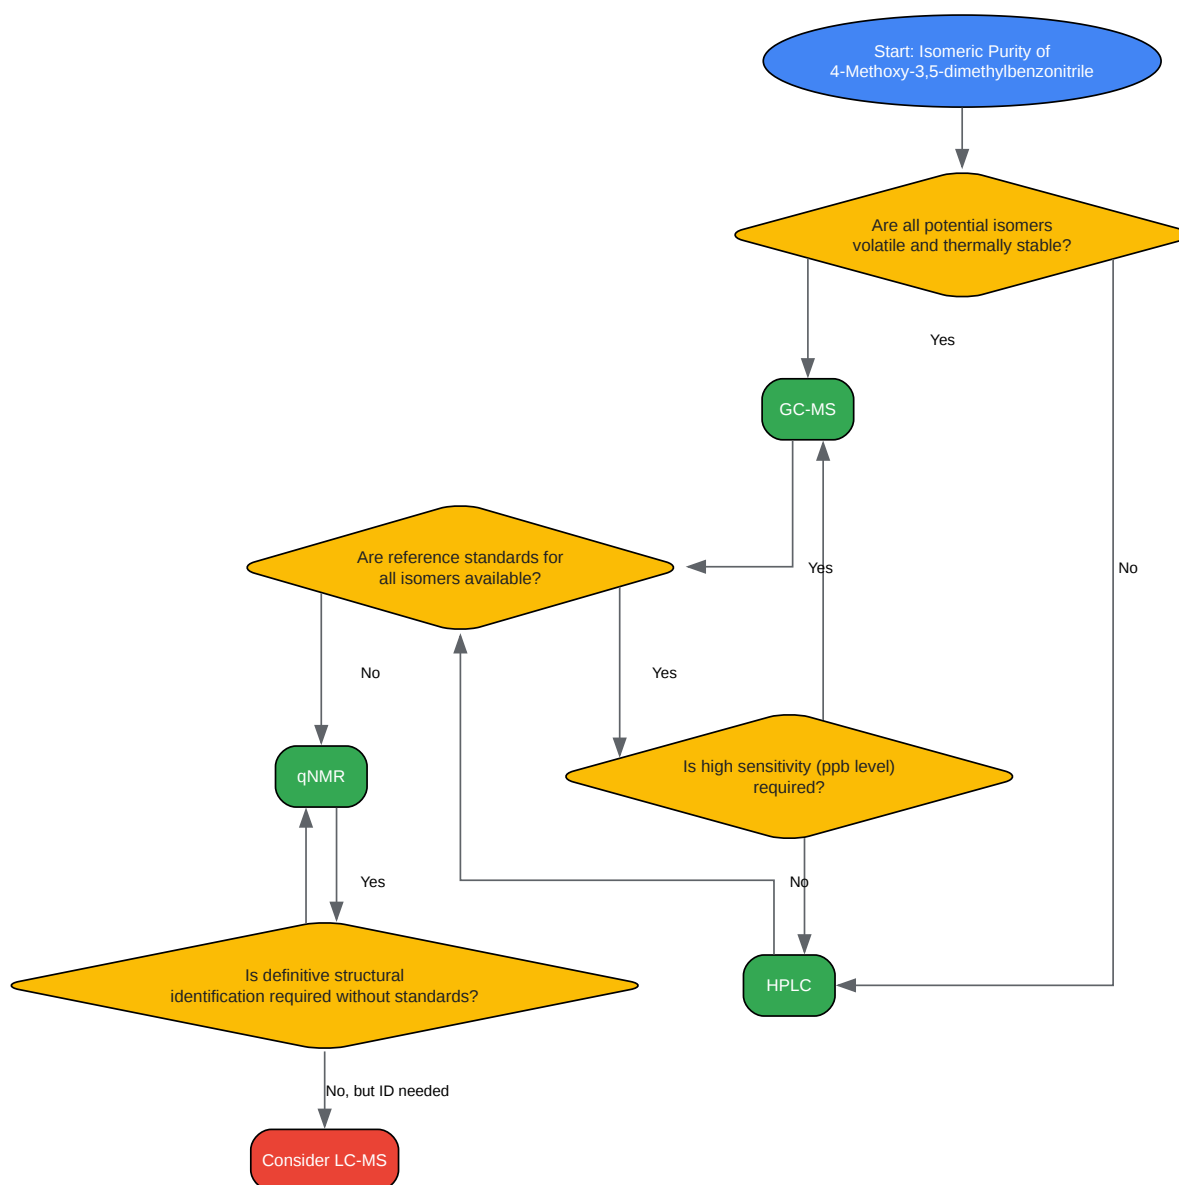 Start: Isomeric Purity of
4-Methoxy-3,5-dimethylbenzonitrile
Are all potential isomers
volatile and thermally stable?
Yes
GC-MS
Are reference standards for
all isomers available?
Yes
No
No
Yes
Is high sensitivity (ppb level)
required?
qNMR
Yes
No
Is definitive structural
identification required without standards?
HPLC
No, but ID needed
Consider LC-MS